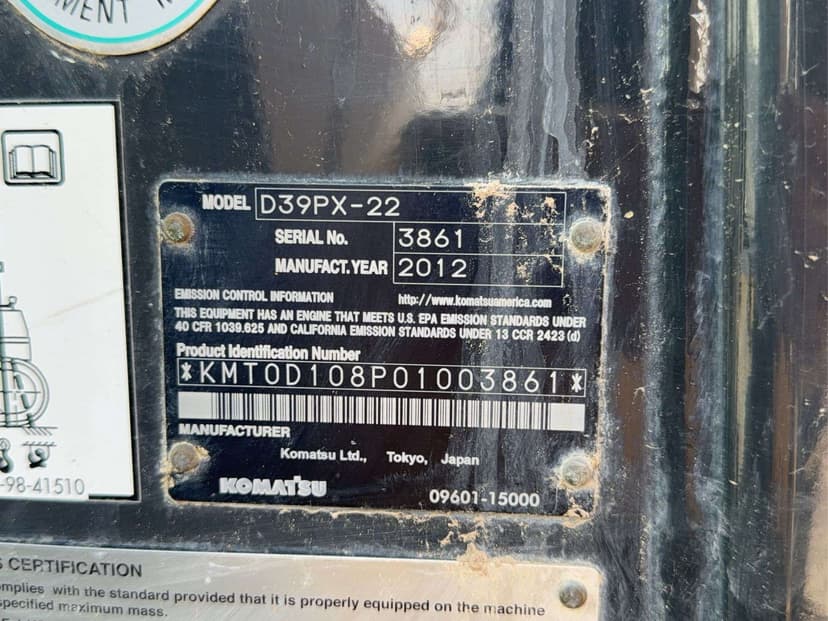 MENT
MODEL D39PX-22
SERIAL No. 3861
MANUFACT.YEAR 2012
EMISSION CONTROL INFORMATION http://www.komatsuamerica.com
THIS EQUIPMENT HAS AN ENGINE THAT MEETS U.S. EPA EMISSION STANDARDS UNDER
40 CFR 1039.625 AND CALIFORNIA EMISSION STANDARDS UNDER 13 CCR 2423 (d)
Product Identification Number
*KMT0D108P01003861*
MANUFACTURER
Komatsu Ltd., Tokyo, Japan
KOMATSU 09601-15000
-98-41510
S CERTIFICATION
omplies with the standard provided that it is properly equipped on the machine
specified maximum mass.